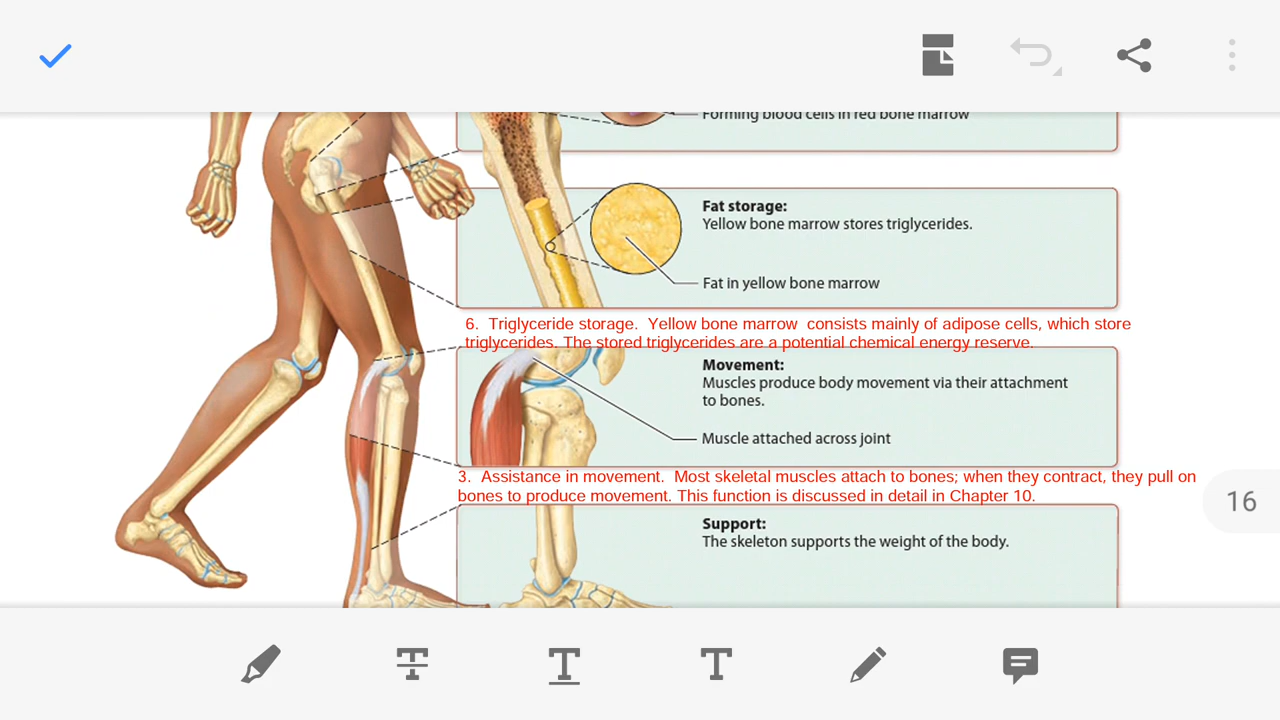 Forming blood cells in red bone marrow
Fat storage:
Yellow bone marrow stores triglycerides.
Fat in yellow bone marrow
6. Triglyceride storage. Yellow bone marrow consists mainly of adipose cells, which store
triglycerides. The stored triglycerides are a potential chemical energy reserve.
Movement:
Muscles produce body movement via their attachment
to bones.
Muscle attached across joint
3. Assistance in movement. Most skeletal muscles attach to bones; when they contract, they pull on
bones to produce movement. This function is discussed in detail in Chapter 10.
16
Support:
The skeleton supports the weight of the body.